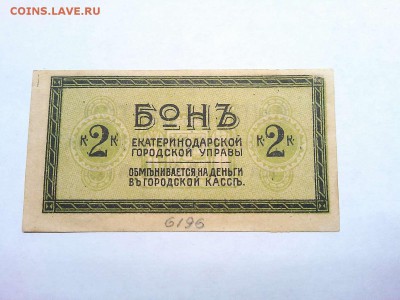 COINS.LAVE.RU
БОНЪ
К 2 К К 2 К
ЕКАТЕРИНОДАРСКОЙ
ГОРОДСКОЙ УПРАВЫ
ОБМѢНИВАЕТСЯ НА ДЕНЬГИ
ВЪ ГОРОДСКОЙ КАССѢ.
6196